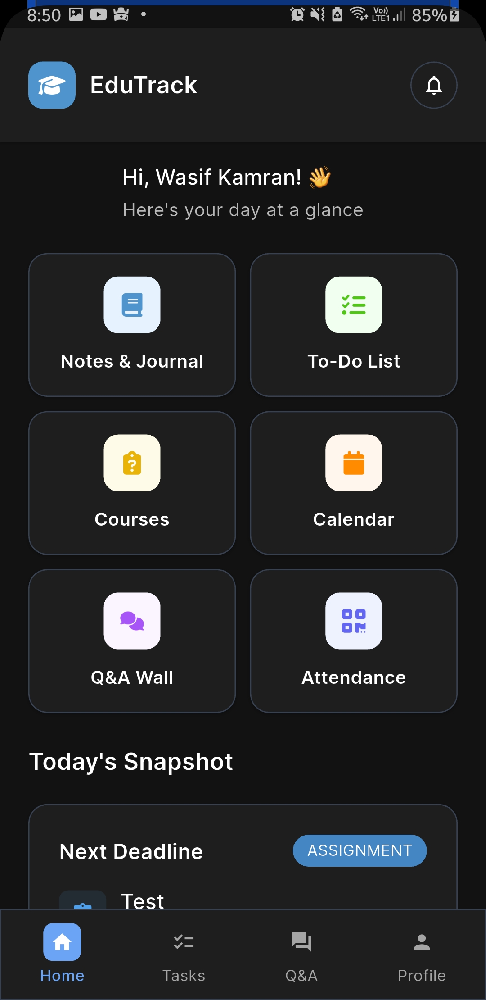 8:50
Vo))
LTE1
85%
EduTrack
Hi, Wasif Kamran! 👋
Here's your day at a glance
Notes & Journal
To-Do List
Courses
Calendar
Q&A Wall
Attendance
Today's Snapshot
Next Deadline
ASSIGNMENT
Test
Home
Tasks
Q&A
Profile